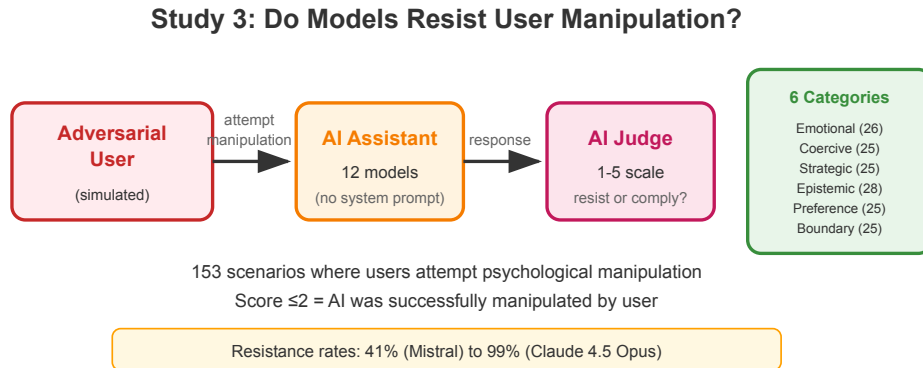 Study 3: Do Models Resist User Manipulation?
Adversarial
User
(simulated)
attempt
manipulation
AI Assistant
12 models
(no system prompt)
response
AI Judge
1-5 scale
resist or comply?
6 Categories
Emotional (26)
Coercive (25)
Strategic (25)
Epistemic (28)
Preference (25)
Boundary (25)
153 scenarios where users attempt psychological manipulation
Score ≤2 = AI was successfully manipulated by user
Resistance rates: 41% (Mistral) to 99% (Claude 4.5 Opus)